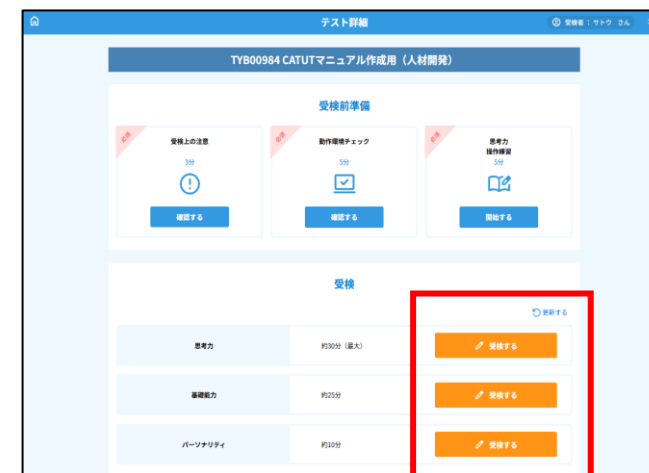 テスト詳細
受検者：サトウ さん
TYB00984 CATUTマニュアル作成用（人材開発）
受検前準備
必須
受検上の注意
3分
確認する
必須
動作環境チェック
5分
確認する
必須
思考力
操作練習
5分
開始する
受検
更新する
思考力
約30分（最大）
受検する
基礎能力
約25分
受検する
パーソナリティ
約10分
受検する